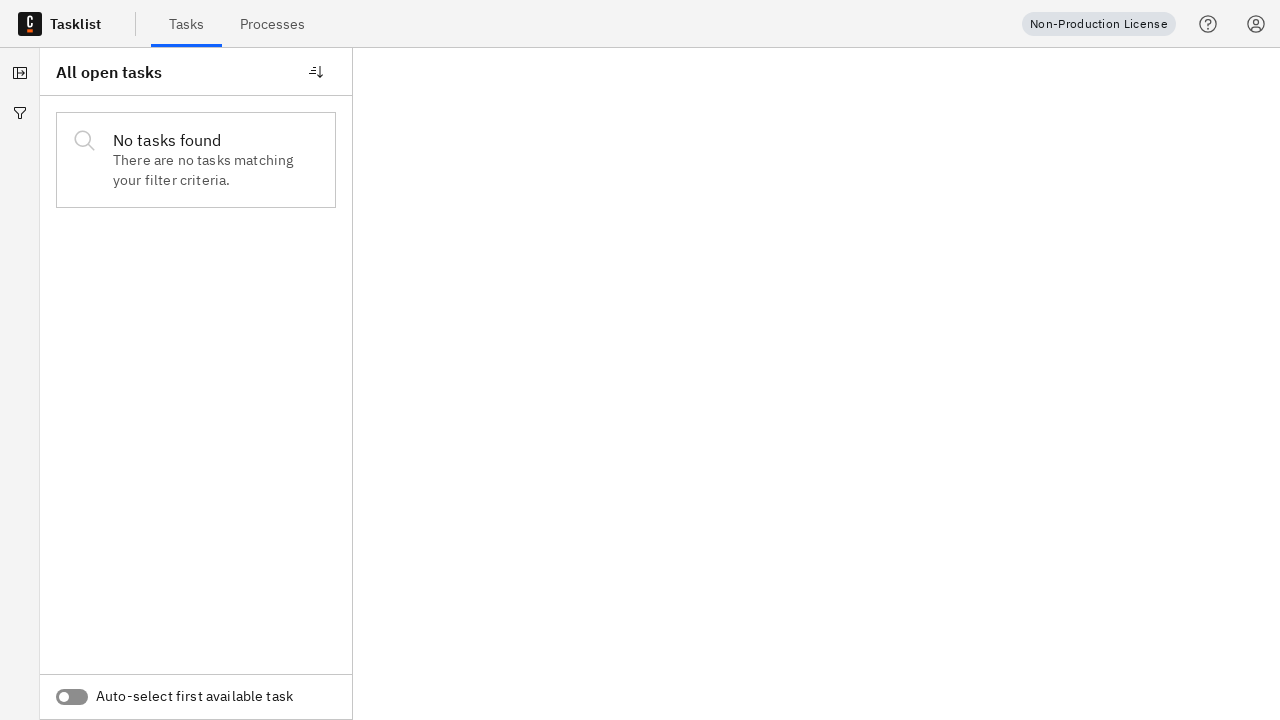 Tasklist
Tasks
Processes
Non-Production License
All open tasks
No tasks found
There are no tasks matching
your filter criteria.
Auto-select first available task